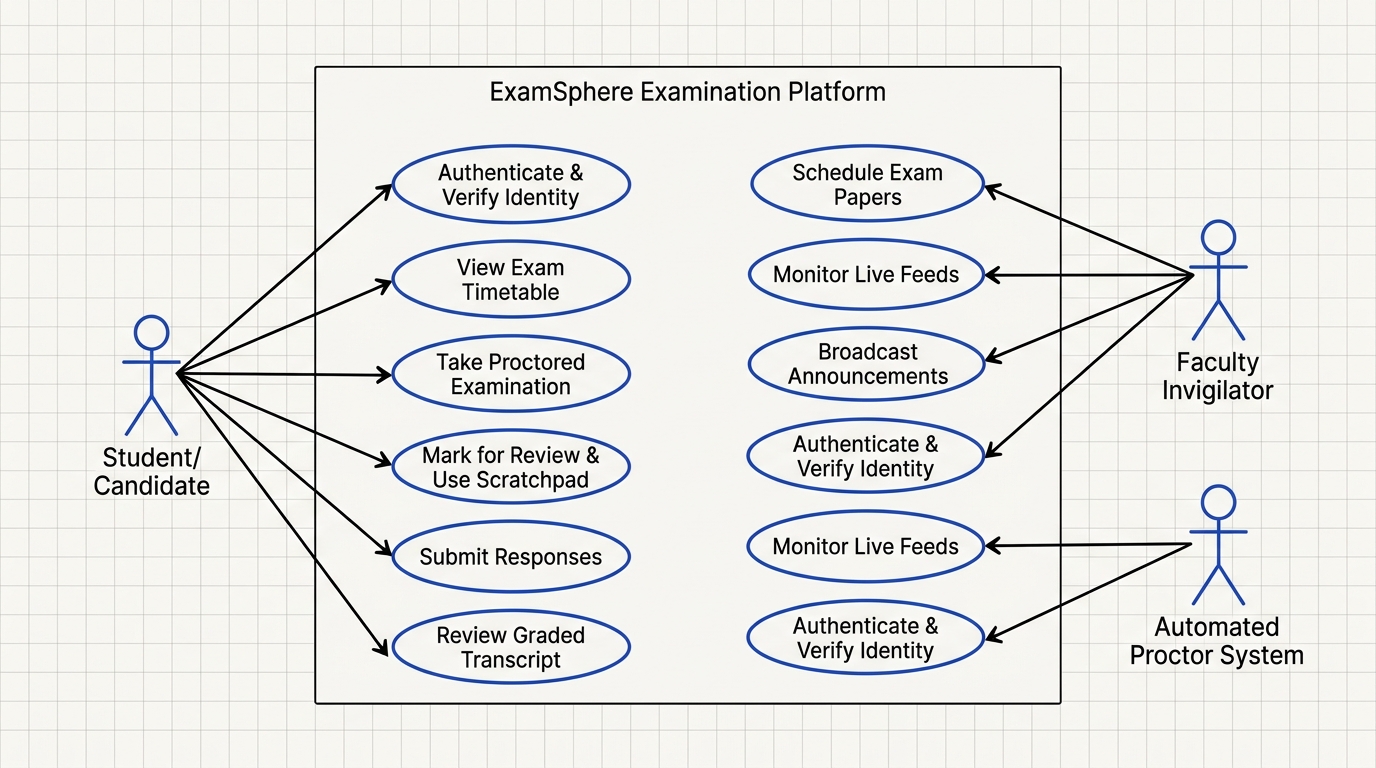 ExamSphere Examination Platform
Authenticate &
Verify Identity
View Exam
Timetable
Take Proctored
Examination
Mark for Review &
Use Scratchpad
Submit Responses
Review Graded
Transcript
Schedule Exam
Papers
Monitor Live Feeds
Broadcast
Announcements
Authenticate &
Verify Identity
Monitor Live Feeds
Authenticate &
Verify Identity
Student/
Candidate
Faculty
Invigilator
Automated
Proctor System